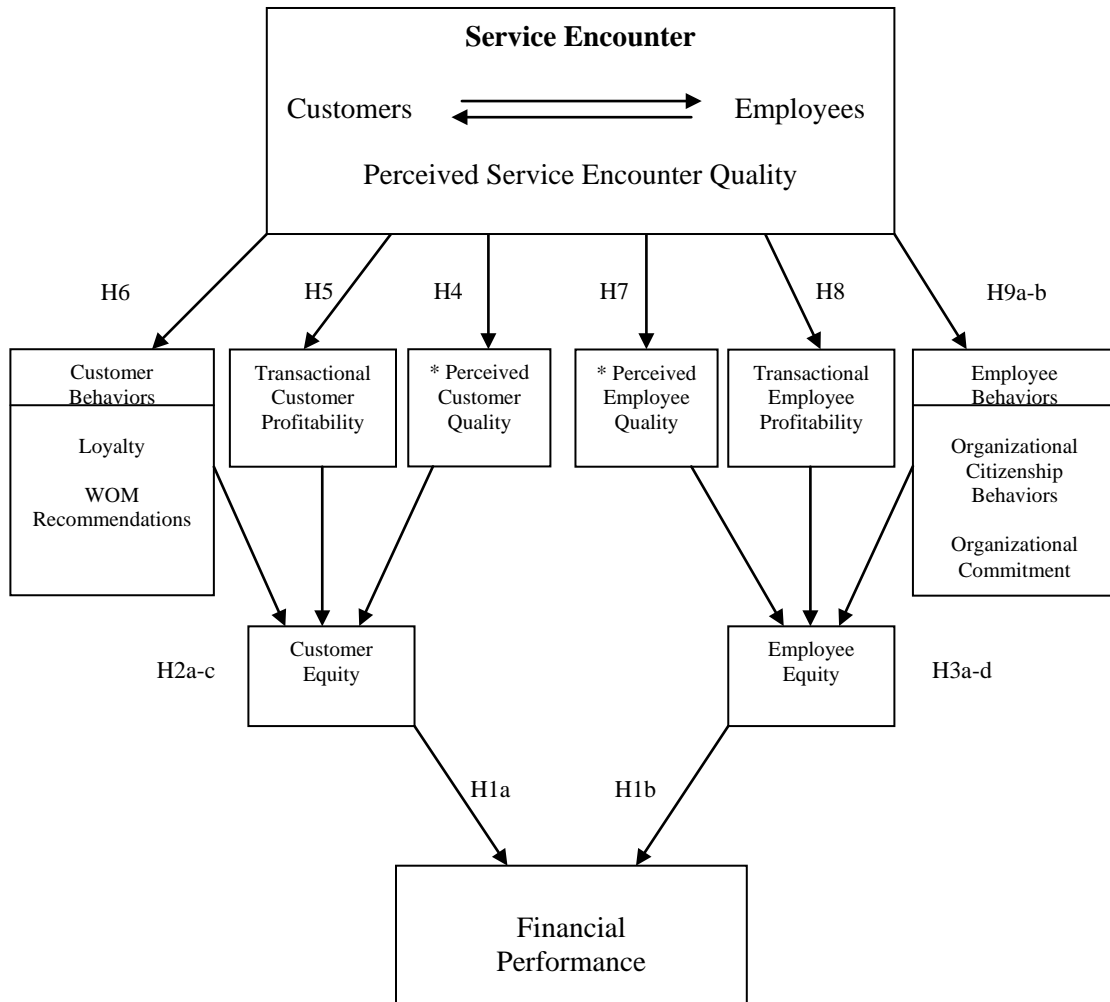 Service Encounter
Customers
Employees
Perceived Service Encounter Quality
H6
H5
H4
H7
H8
H9a-b
Customer
Behaviors
Loyalty
WOM
Recommendations
Transactional
Customer
Profitability
* Perceived
Customer
Quality
* Perceived
Employee
Quality
Transactional
Employee
Profitability
Employee
Behaviors
Organizational
Citizenship
Behaviors
Organizational
Commitment
H2a-c
Customer
Equity
Employee
Equity
H3a-d
H1a
H1b
Financial
Performance